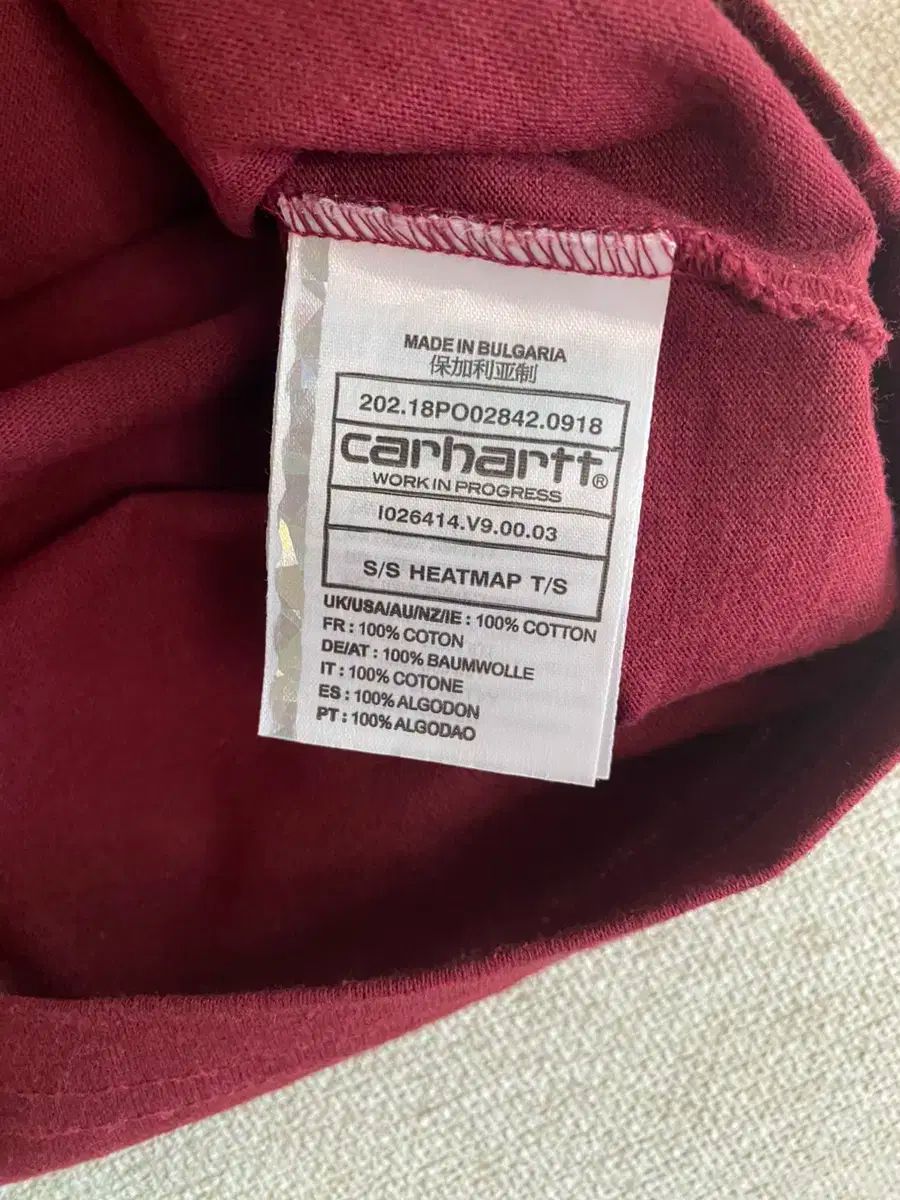 MADE IN BULGARIA
保加利亚制
202.18PO02842.0918
carhartt®
WORK IN PROGRESS
I026414.V9.00.03
S/S HEATMAP T/S
UK/USA/AU/NZ/IE : 100% COTTON
FR : 100% COTON
DE/AT : 100% BAUMWOLLE
IT : 100% COTONE
ES : 100% ALGODON
PT : 100% ALGODAO